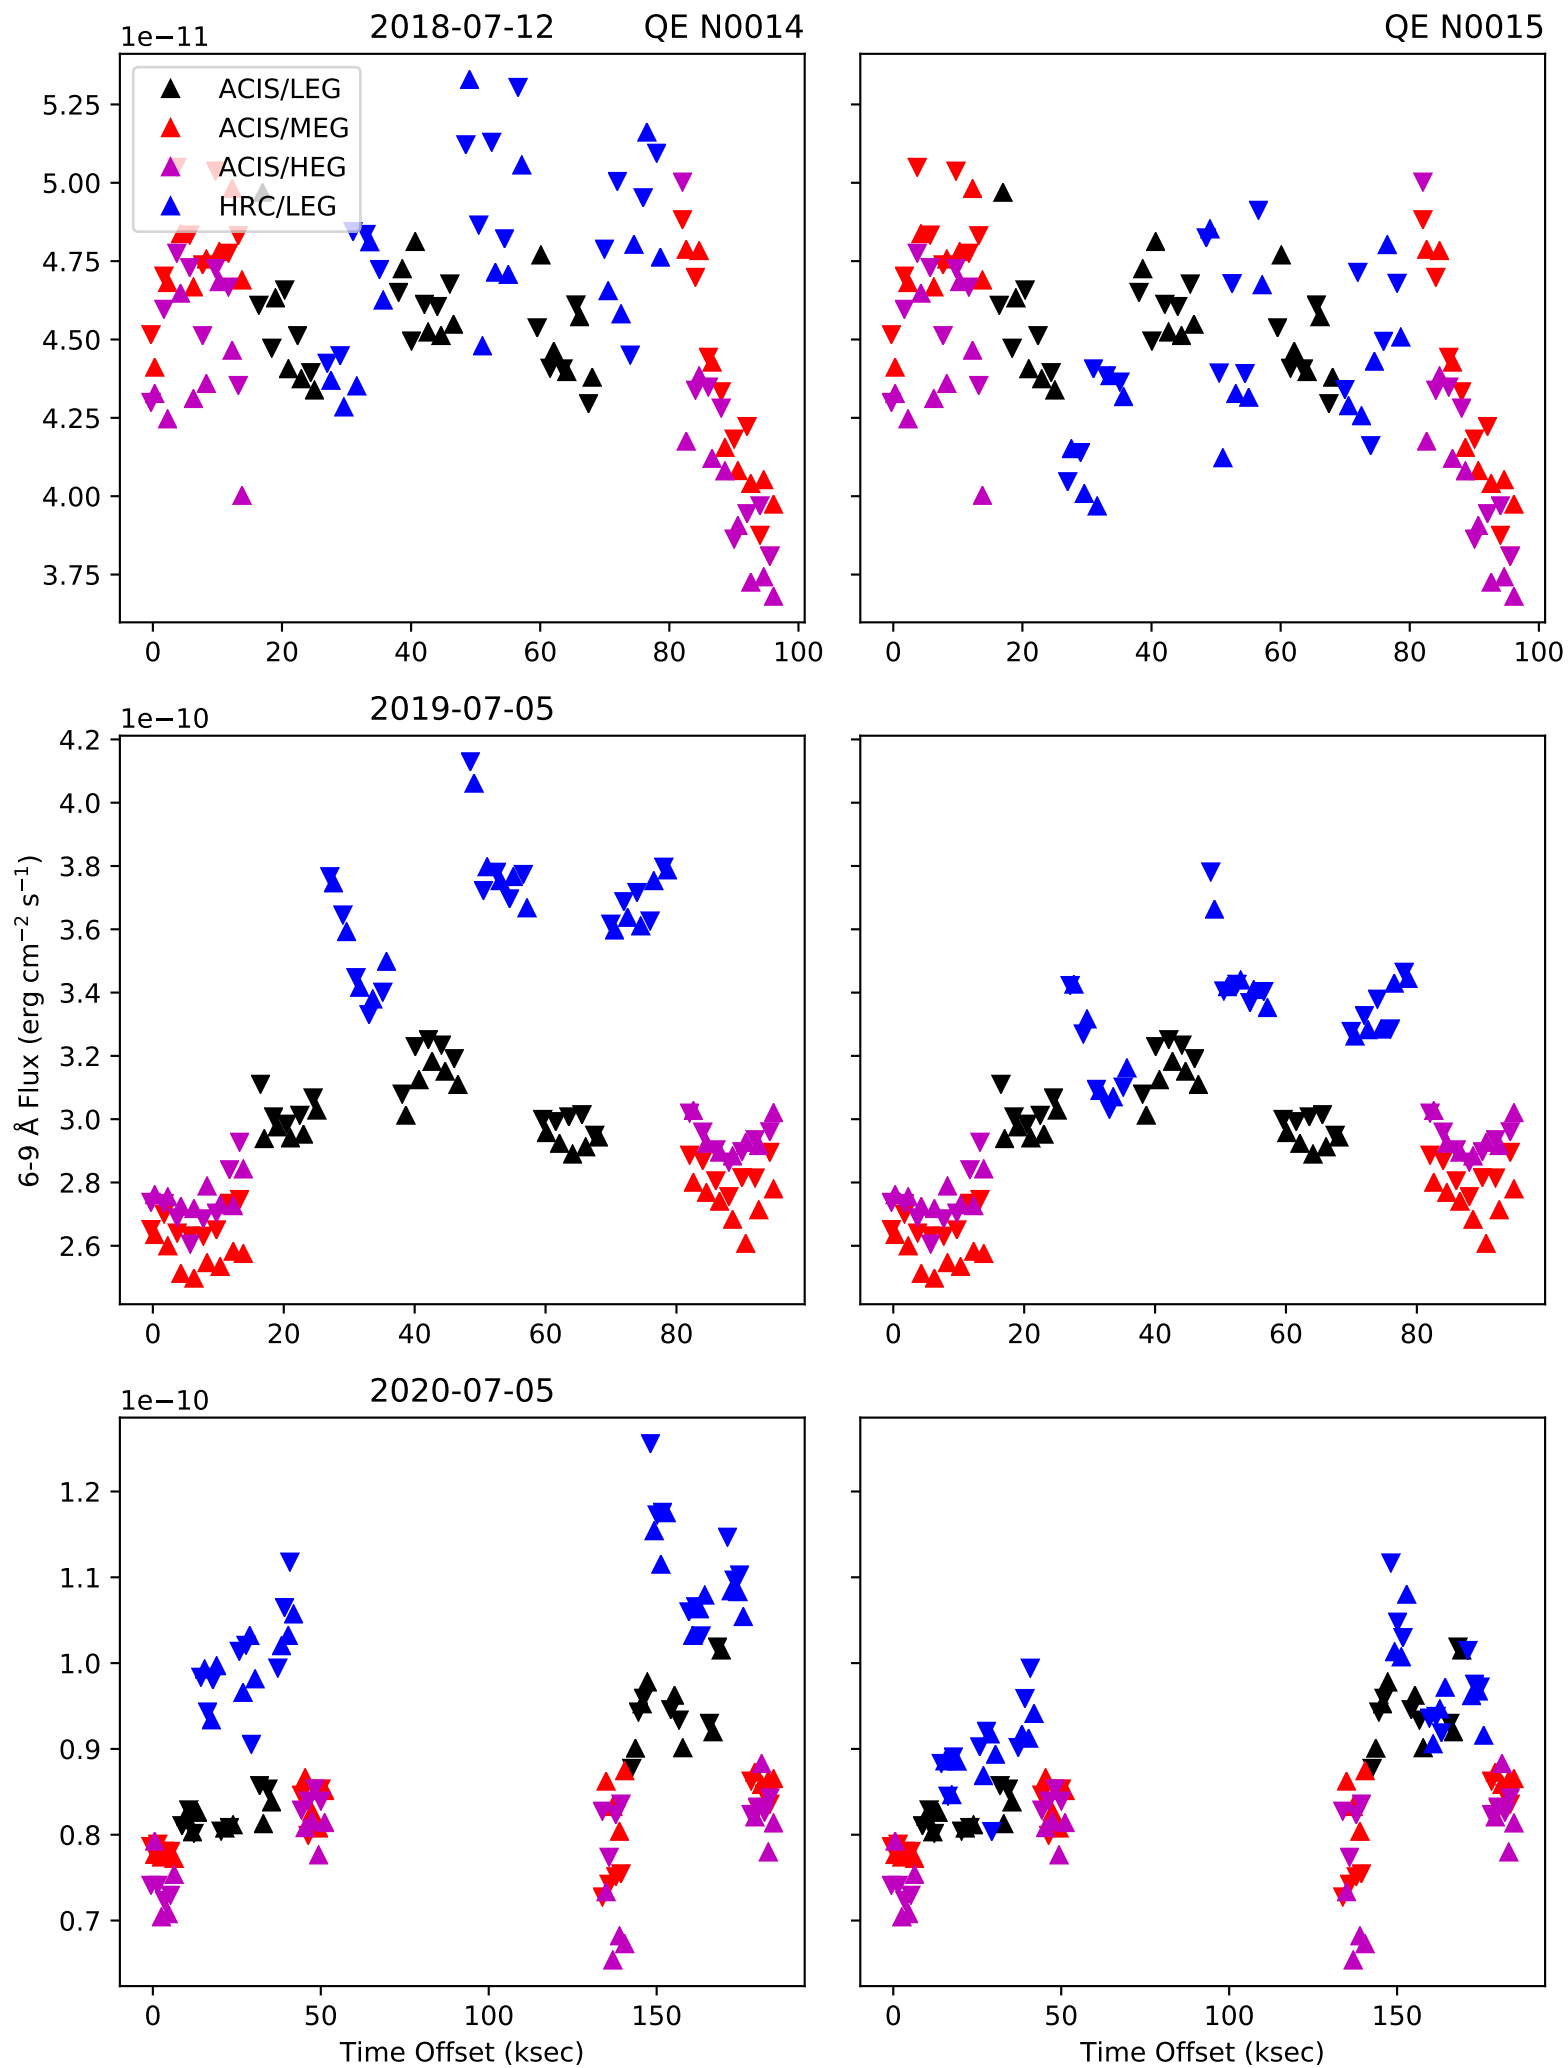 1e−11
2018-07-12
QE N0014
QE N0015
ACIS/LEG
ACIS/MEG
ACIS/HEG
HRC/LEG
5.25
5.00
4.75
4.50
4.25
4.00
3.75
0 20 40 60 80 100
0 20 40 60 80 100
1e−10
2019-07-05
4.2
4.0
3.8
3.6
3.4
3.2
3.0
2.8
2.6
6-9 Å Flux (erg cm⁻² s⁻¹)
0 20 40 60 80
0 20 40 60 80
1e−10
2020-07-05
1.2
1.1
1.0
0.9
0.8
0.7
0 50 100 150
0 50 100 150
Time Offset (ksec)
Time Offset (ksec)